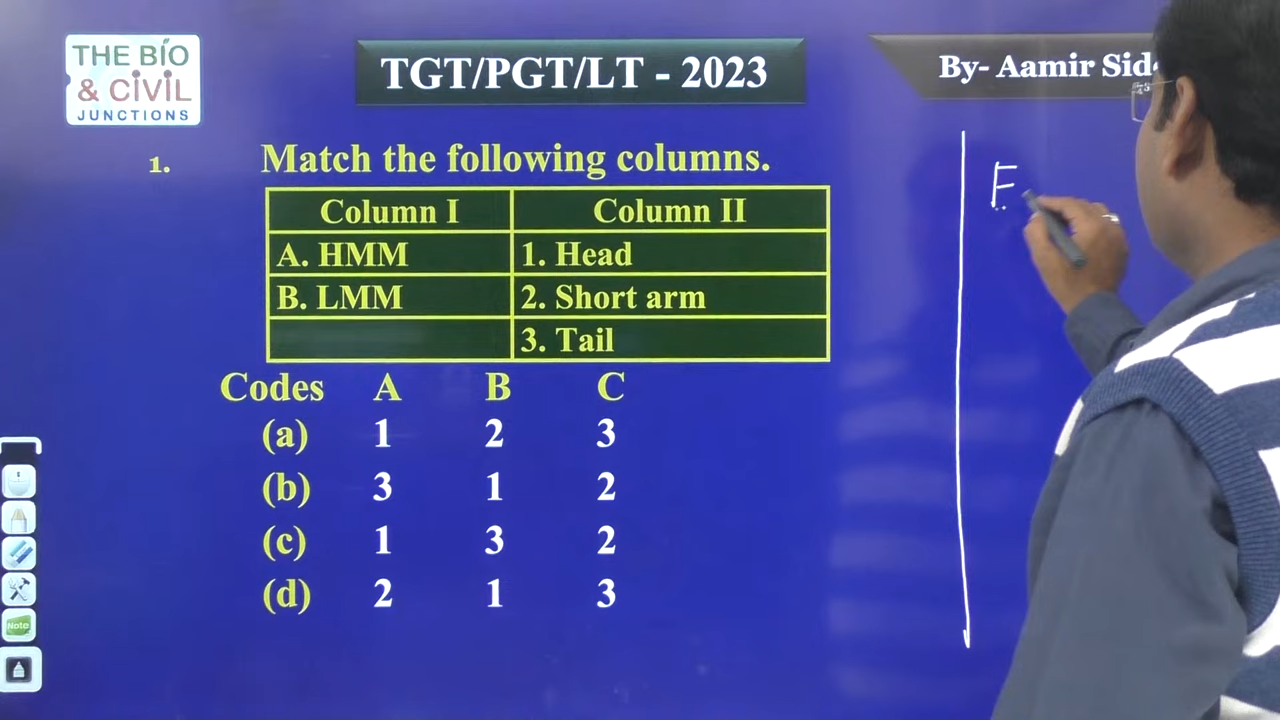 THE BIO
& CIVIL
JUNCTIONS
TGT/PGT/LT - 2023
By- Aamir
1. Match the following columns.
Column I Column II
A. HMM 1. Head
B. LMM 2. Short arm
3. Tail
Codes A B C
(a) 1 2 3
(b) 3 1 2
(c) 1 3 2
(d) 2 1 3
E
Note